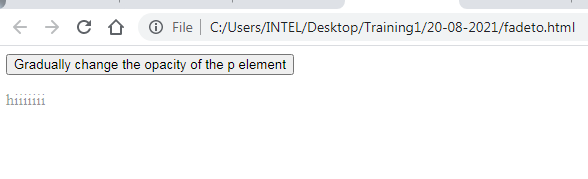 File | C:/Users/INTEL/Desktop/Training1/20-08-2021/fadeto.html
Gradually change the opacity of the p element
hiiiiiii